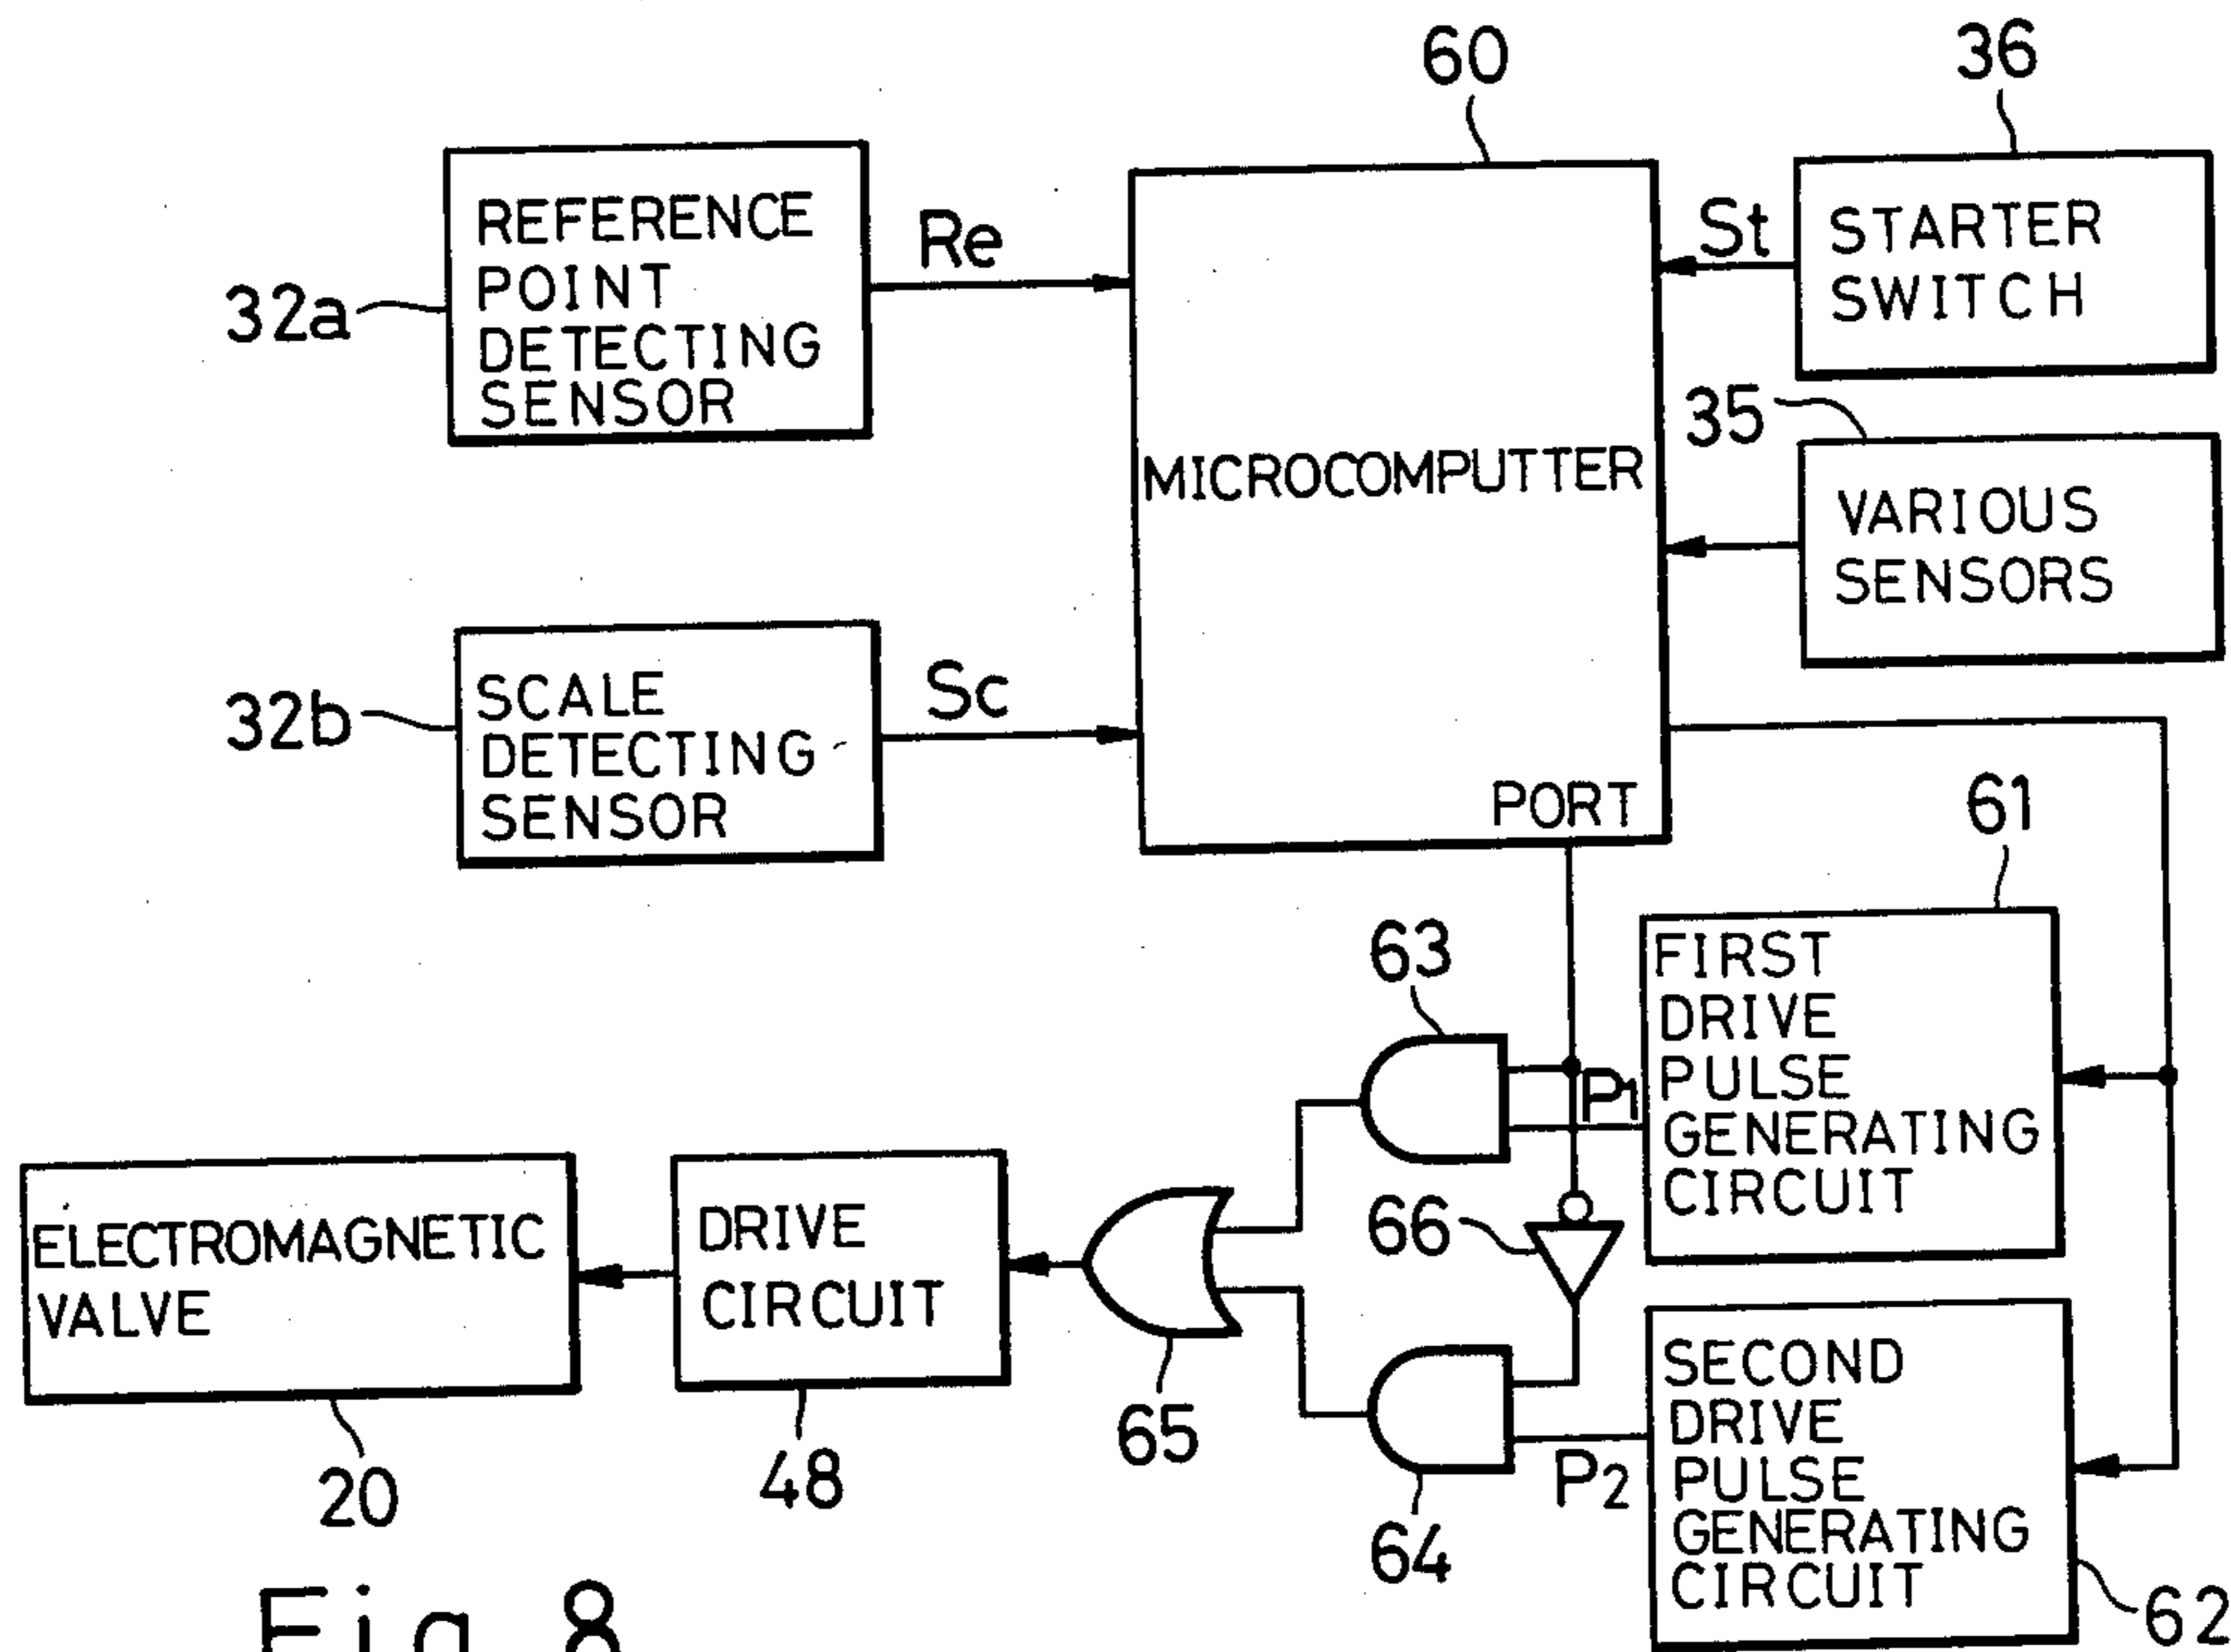 60
36
REFERENCE
POINT
DETECTING
SENSOR
32a
Re
St
STARTER
SWITCH
35
MICROCOMPUTTER
VARIOUS
SENSORS
SCALE
DETECTING
SENSOR
32b
Sc
PORT
61
63
FIRST
DRIVE
PULSE
GENERATING
CIRCUIT
P1
66
ELECTROMAGNETIC
VALVE
DRIVE
CIRCUIT
65
SECOND
DRIVE
PULSE
GENERATING
CIRCUIT
P2
20
48
64
62
Fig. 8